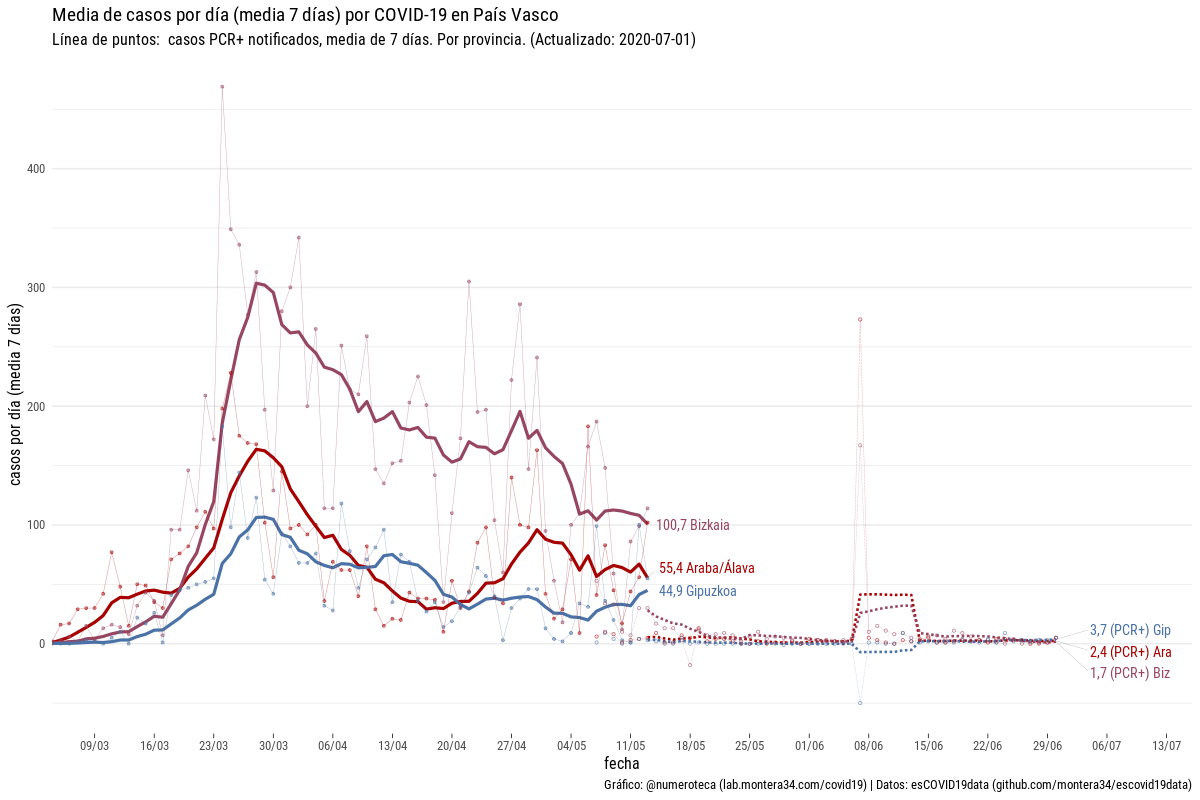 Media de casos por día (media 7 días) por COVID-19 en País Vasco
Línea de puntos:  casos PCR+ notificados, media de 7 días. Por provincia. (Actualizado: 2020-07-01)
casos por día (media 7 días)
400
300
200
100
0
100,7 Bizkaia
55,4 Araba/Álava
44,9 Gipuzkoa
3,7 (PCR+) Gip
2,4 (PCR+) Ara
1,7 (PCR+) Biz
09/03 16/03 23/03 30/03 06/04 13/04 20/04 27/04 04/05 11/05 18/05 25/05 01/06 08/06 15/06 22/06 29/06 06/07 13/07
fecha
Gráfico: @numeroteca (lab.montera34.com/covid19) | Datos: esCOVID19data (github.com/montera34/escovid19data)